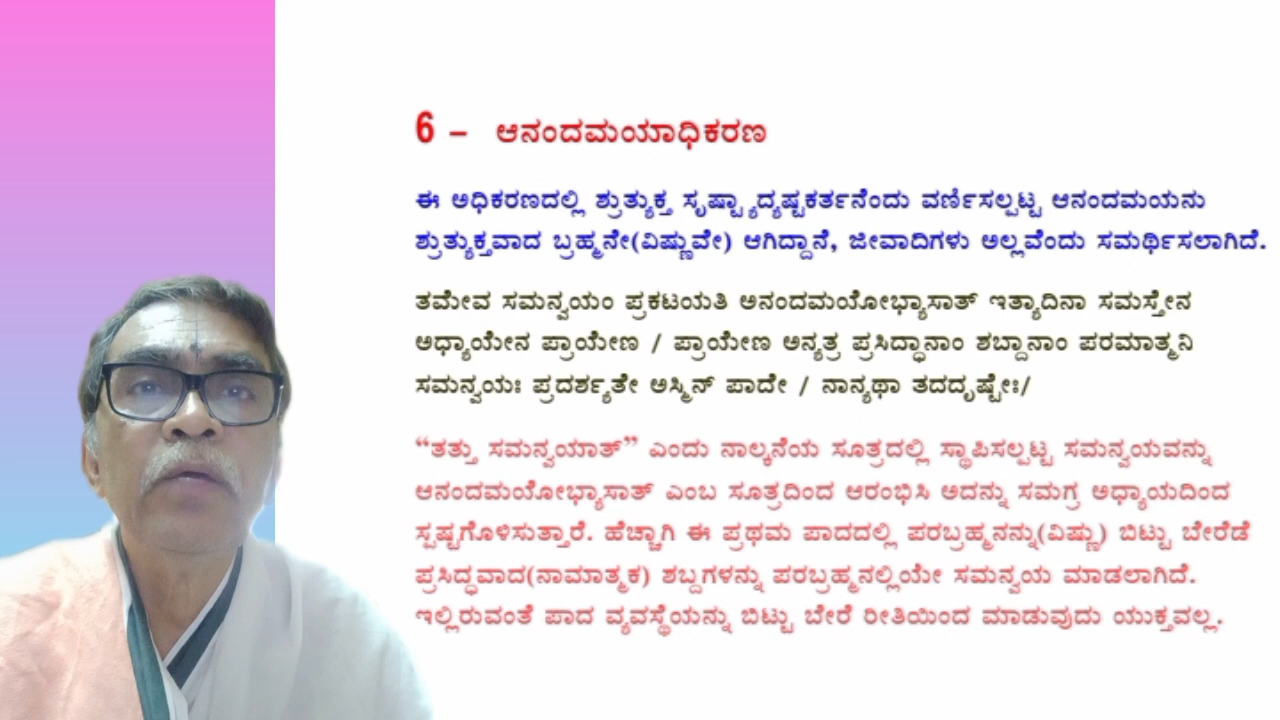 6 – ಆನಂದಮಯಾಧಿಕರಣ
ಈ ಅಧಿಕರಣದಲ್ಲಿ ಶ್ರುತ್ಯುಕ್ತ ಸೃಷ್ಟ್ಯಾದ್ಯಷ್ಟಕರ್ತನೆಂದು ವರ್ಣಿಸಲ್ಪಟ್ಟ ಆನಂದಮಯನು
ಶ್ರುತ್ಯುಕ್ತವಾದ ಬ್ರಹ್ಮನೇ(ವಿಷ್ಣುವೇ) ಆಗಿದ್ದಾನೆ, ಜೀವಾದಿಗಳು ಅಲ್ಲವೆಂದು ಸಮರ್ಥಿಸಲಾಗಿದೆ.
ತಮೇವ ಸಮನ್ವಯಂ ಪ್ರಕಟಯತಿ ಅನಂದಮಯೋಭ್ಯಾಸಾತ್ ಇತ್ಯಾದಿನಾ ಸಮಸ್ತೇನ
ಅಧ್ಯಾಯೇನ ಪ್ರಾಯೇಣ / ಪ್ರಾಯೇಣ ಅನ್ಯತ್ರ ಪ್ರಸಿದ್ಧಾನಾಂ ಶಬ್ದಾನಾಂ ಪರಮಾತ್ಮನಿ
ಸಮನ್ವಯಃ ಪ್ರದರ್ಶ್ಯತೇ ಅಸ್ಮಿನ್ ಪಾದೇ / ನಾನ್ಯಥಾ ತದದೃಷ್ಟೇಃ/
“ತತ್ತು ಸಮನ್ವಯಾತ್” ಎಂದು ನಾಲ್ಕನೆಯ ಸೂತ್ರದಲ್ಲಿ ಸ್ಥಾಪಿಸಲ್ಪಟ್ಟ ಸಮನ್ವಯವನ್ನು
ಆನಂದಮಯೋಭ್ಯಾಸಾತ್ ಎಂಬ ಸೂತ್ರದಿಂದ ಆರಂಭಿಸಿ ಅದನ್ನು ಸಮಗ್ರ ಅಧ್ಯಾಯದಿಂದ
ಸ್ಪಷ್ಟಗೊಳಿಸುತ್ತಾರೆ. ಹೆಚ್ಚಾಗಿ ಈ ಪ್ರಥಮ ಪಾದದಲ್ಲಿ ಪರಬ್ರಹ್ಮನನ್ನು(ವಿಷ್ಣು) ಬಿಟ್ಟು ಬೇರೆಡೆ
ಪ್ರಸಿದ್ಧವಾದ(ನಾಮಾತ್ಮಕ) ಶಬ್ದಗಳನ್ನು ಪರಬ್ರಹ್ಮನಲ್ಲಿಯೇ ಸಮನ್ವಯ ಮಾಡಲಾಗಿದೆ.
ಇಲ್ಲಿರುವಂತೆ ಪಾದ ವ್ಯವಸ್ಥೆಯನ್ನು ಬಿಟ್ಟು ಬೇರೆ ರೀತಿಯಿಂದ ಮಾಡುವುದು ಯುಕ್ತವಲ್ಲ.